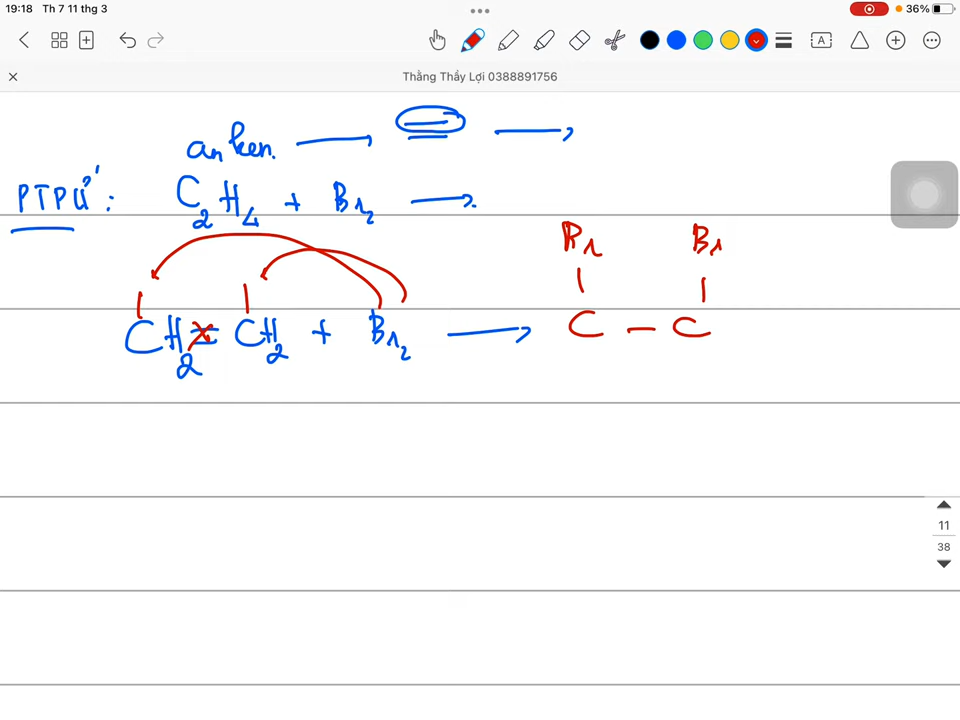 19:18 Th 7 11 thg 3 36%
Thằng Thầy Lợi 0388891756
anken. → = →
PTPƯ': C₂H₄ + Br₂ →
Br Br
CH₂ = CH₂ + Br₂ → C - C
11
38